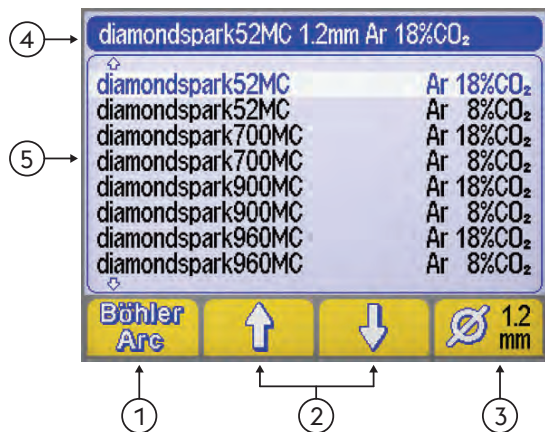 4
diamondspark52MC 1.2mm Ar 18%CO₂
diamondspark52MC Ar 18%CO₂
diamondspark52MC Ar 8%CO₂
5
diamondspark700MC Ar 18%CO₂
diamondspark700MC Ar 8%CO₂
diamondspark900MC Ar 18%CO₂
diamondspark900MC Ar 8%CO₂
diamondspark960MC Ar 18%CO₂
diamondspark960MC Ar 8%CO₂
Böhler
Arc
Ø 1.2
mm
1
2
3